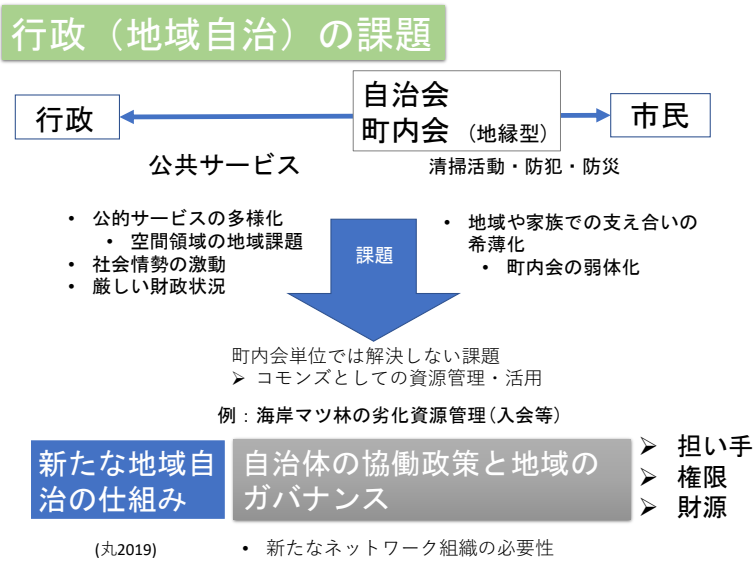 行政（地域自治）の課題
行政
自治会
町内会（地縁型）
市民
公共サービス
清掃活動・防犯・防災
• 公的サービスの多様化
• 空間領域の地域課題
• 社会情勢の激動
• 厳しい財政状況
課題
• 地域や家族での支え合いの
希薄化
• 町内会の弱体化
町内会単位では解決しない課題
➢ コモンズとしての資源管理・活用
例：海岸マツ林の劣化資源管理(入会等)
新たな地域自
治の仕組み
自治体の協働政策と地域の
ガバナンス
➢ 担い手
➢ 権限
➢ 財源
(丸2019)
• 新たなネットワーク組織の必要性